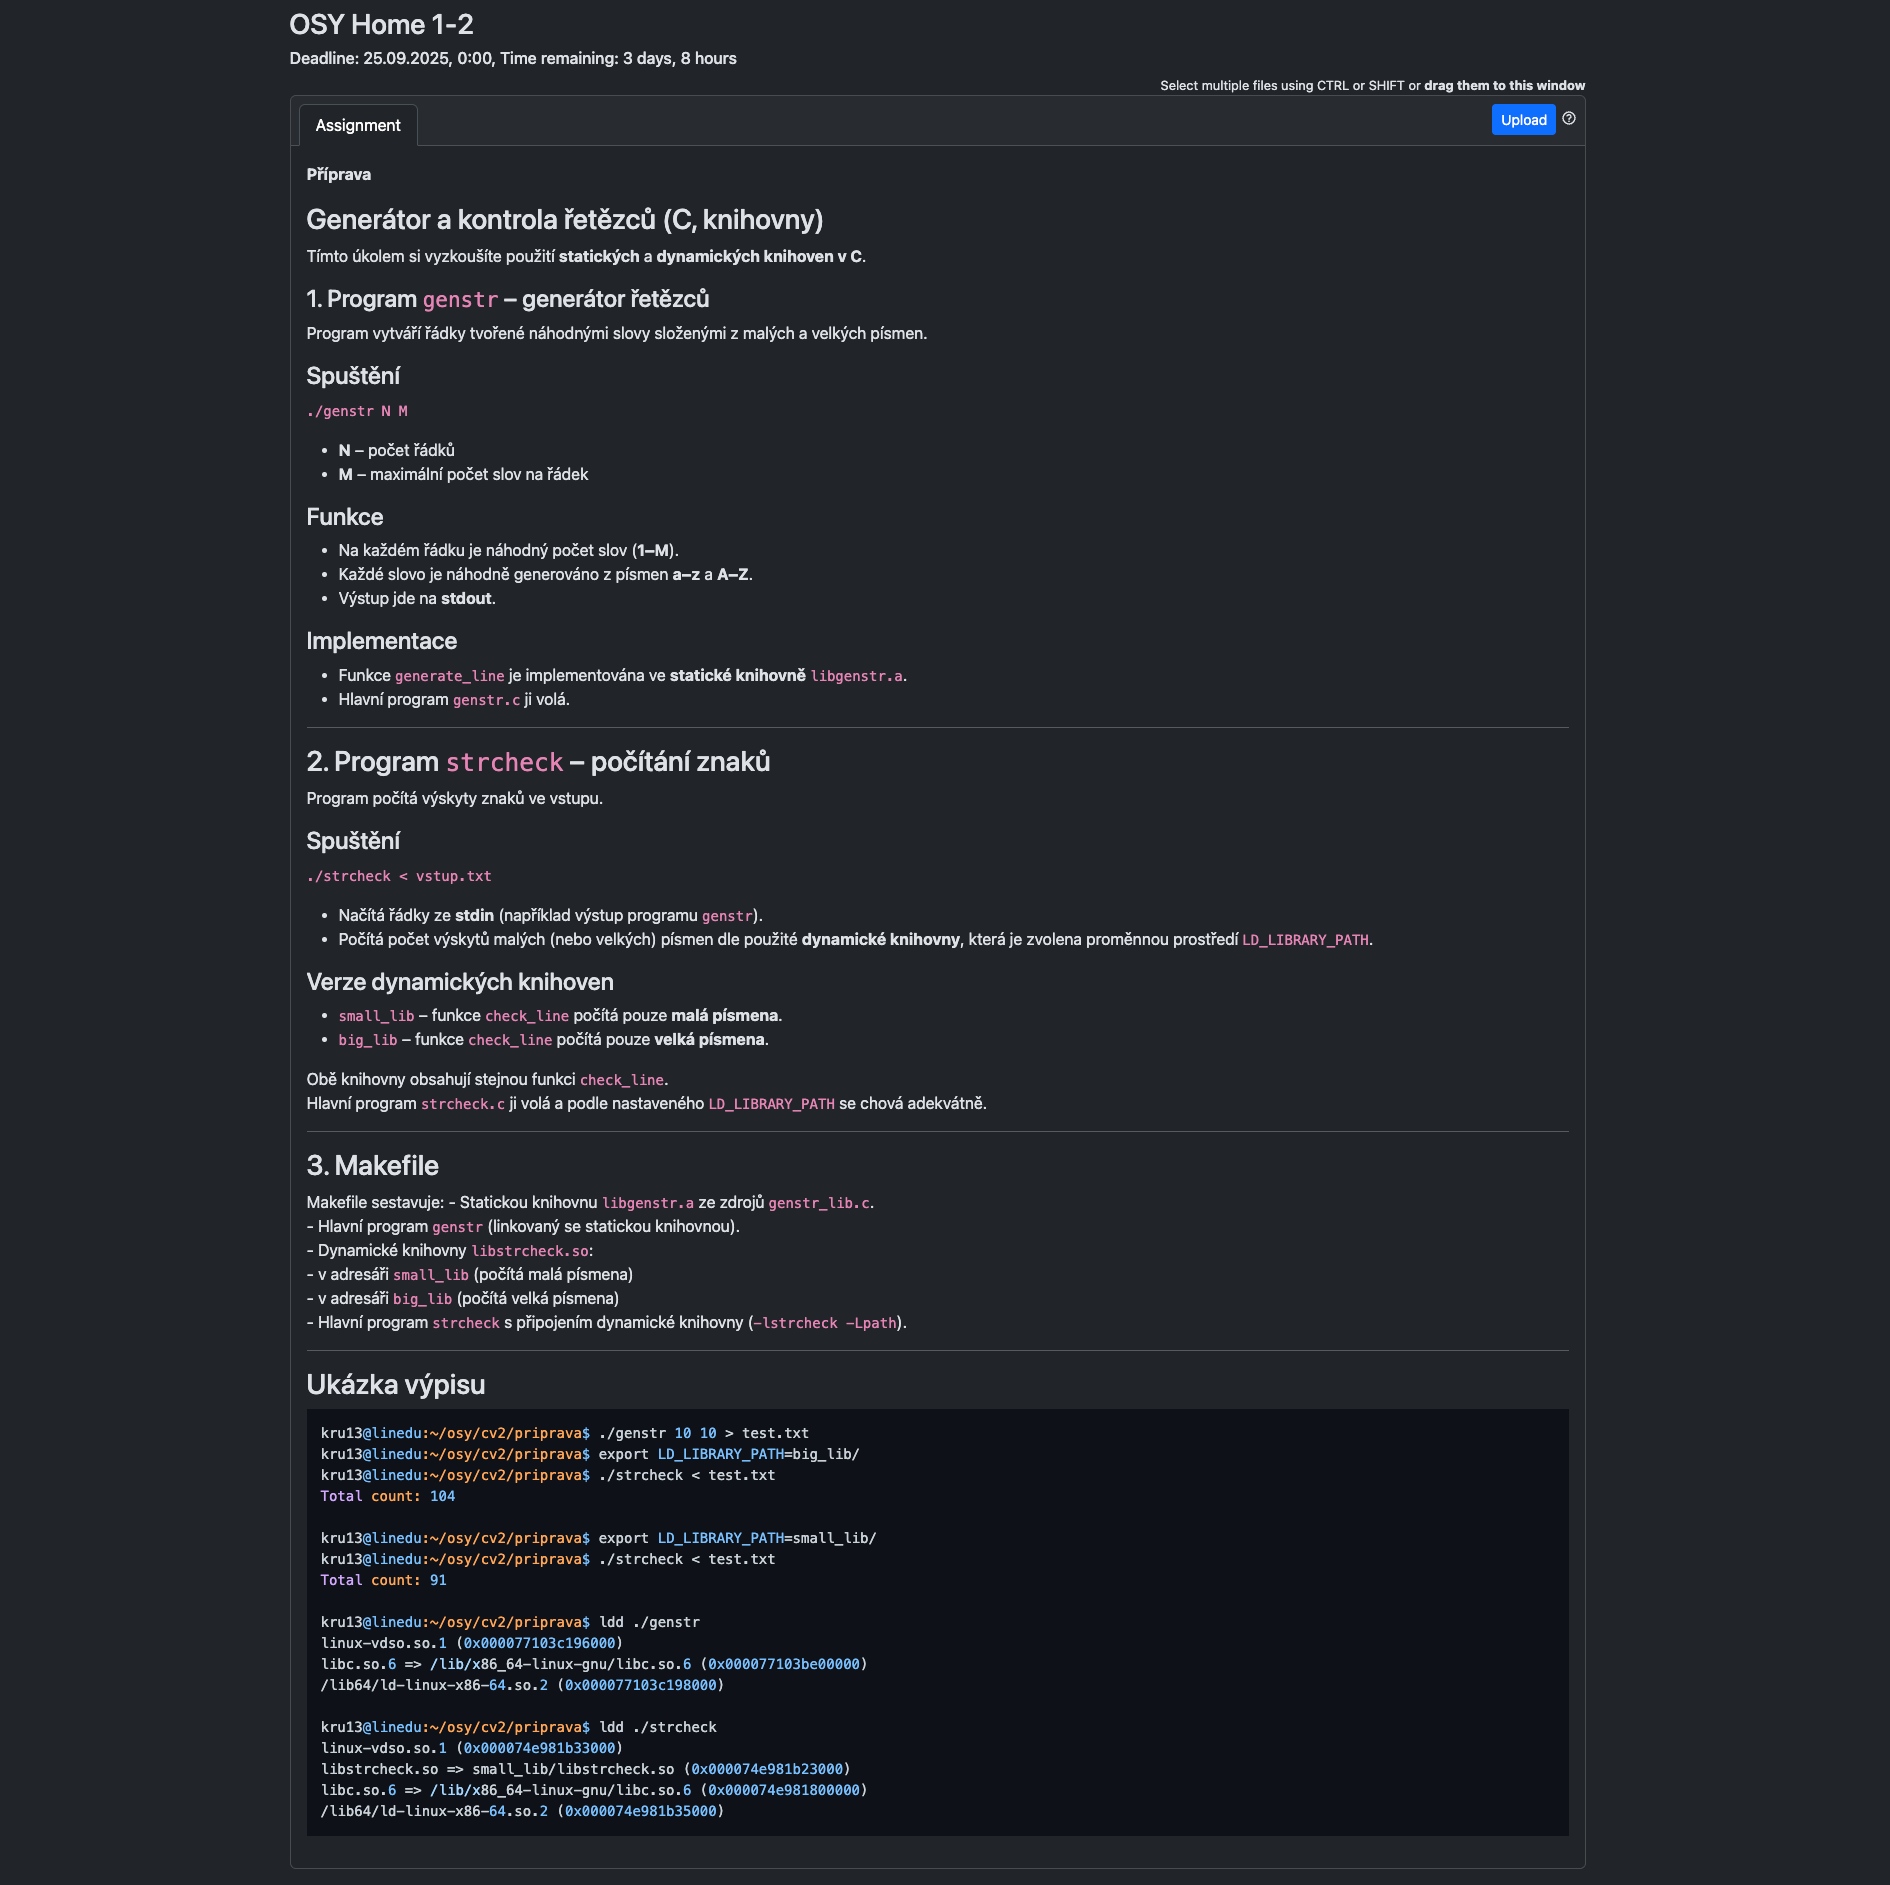 OSY Home 1-2
Deadline: 25.09.2025, 0:00, Time remaining: 3 days, 8 hours
Select multiple files using CTRL or SHIFT or drag them to this window
Assignment
Upload
Příprava
Generátor a kontrola řetězců (C, knihovny)
Tímto úkolem si vyzkoušíte použití statických a dynamických knihoven v C.
1. Program genstr – generátor řetězců
Program vytváří řádky tvořené náhodnými slovy složenými z malých a velkých písmen.
Spuštění
./genstr N M
• N – počet řádků
• M – maximální počet slov na řádek
Funkce
• Na každém řádku je náhodný počet slov (1–M).
• Každé slovo je náhodně generováno z písmen a–z a A–Z.
• Výstup jde na stdout.
Implementace
• Funkce generate_line je implementována ve statické knihovně libgenstr.a.
• Hlavní program genstr.c ji volá.
2. Program strcheck – počítání znaků
Program počítá výskyty znaků ve vstupu.
Spuštění
./strcheck < vstup.txt
• Načítá řádky ze stdin (například výstup programu genstr).
• Počítá počet výskytů malých (nebo velkých) písmen dle použité dynamické knihovny, která je zvolena proměnnou prostředí LD_LIBRARY_PATH.
Verze dynamických knihoven
• small_lib – funkce check_line počítá pouze malá písmena.
• big_lib – funkce check_line počítá pouze velká písmena.
Obě knihovny obsahují stejnou funkci check_line.
Hlavní program strcheck.c ji volá a podle nastaveného LD_LIBRARY_PATH se chová adekvátně.
3. Makefile
Makefile sestavuje: - Statickou knihovnu libgenstr.a ze zdrojů genstr_lib.c.
- Hlavní program genstr (linkovaný se statickou knihovnou).
- Dynamické knihovny libstrcheck.so:
- v adresáři small_lib (počítá malá písmena)
- v adresáři big_lib (počítá velká písmena)
- Hlavní program strcheck s připojením dynamické knihovny (-lstrcheck -Lpath).
Ukázka výpisu
kru13@linedu:~/osy/cv2/priprava$ ./genstr 10 10 > test.txt
kru13@linedu:~/osy/cv2/priprava$ export LD_LIBRARY_PATH=big_lib/
kru13@linedu:~/osy/cv2/priprava$ ./strcheck < test.txt
Total count: 104
kru13@linedu:~/osy/cv2/priprava$ export LD_LIBRARY_PATH=small_lib/
kru13@linedu:~/osy/cv2/priprava$ ./strcheck < test.txt
Total count: 91
kru13@linedu:~/osy/cv2/priprava$ ldd ./genstr
linux-vdso.so.1 (0x000077103c196000)
libc.so.6 => /lib/x86_64-linux-gnu/libc.so.6 (0x000077103be00000)
/lib64/ld-linux-x86-64.so.2 (0x000077103c198000)
kru13@linedu:~/osy/cv2/priprava$ ldd ./strcheck
linux-vdso.so.1 (0x000074e981b33000)
libstrcheck.so => small_lib/libstrcheck.so (0x000074e981b23000)
libc.so.6 => /lib/x86_64-linux-gnu/libc.so.6 (0x000074e981800000)
/lib64/ld-linux-x86-64.so.2 (0x000074e981b35000)